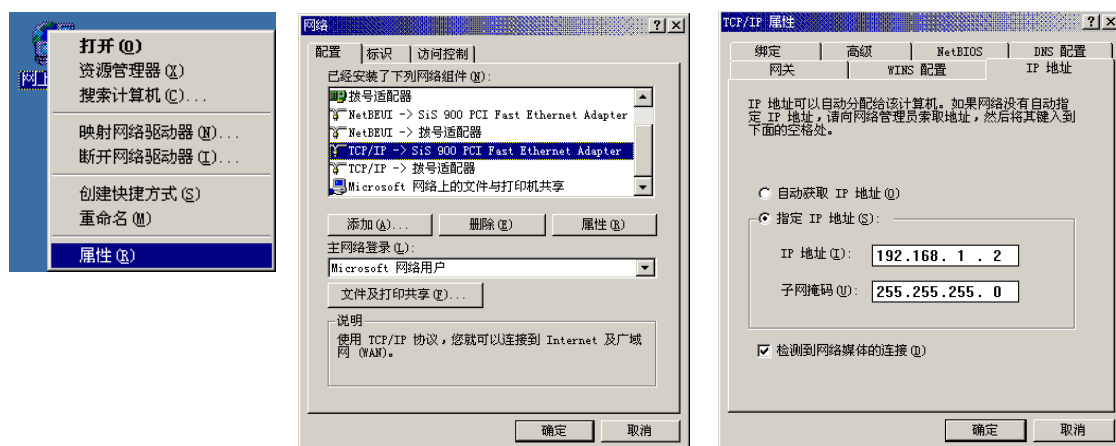 网上
打开(O)
资源管理器(X)
搜索计算机(C)...
映射网络驱动器(N)...
断开网络驱动器(I)...
创建快捷方式(S)
重命名(M)
属性(R)
网络
配置
标识
访问控制
已经安装了下列网络组件(N):
拨号适配器
NetBEUI -> SiS 900 PCI Fast Ethernet Adapter
NetBEUI -> 拨号适配器
TCP/IP -> SiS 900 PCI Fast Ethernet Adapter
TCP/IP -> 拨号适配器
Microsoft 网络上的文件与打印机共享
添加(A)...
删除(E)
属性(R)
主网络登录(L):
Microsoft 网络用户
文件及打印共享(F)...
说明
使用 TCP/IP 协议，您就可以连接到 Internet 及广域
网 (WAN)。
确定
取消
TCP/IP 属性
绑定
高级
NetBIOS
DNS 配置
网关
WINS 配置
IP 地址
IP 地址可以自动分配给该计算机。如果网络没有自动指
定 IP 地址，请向网络管理员索取地址，然后将其键入到
下面的空格处。
自动获取 IP 地址(O)
指定 IP 地址(S):
IP 地址(I):
192.168. 1 . 2
子网掩码(U):
255.255.255. 0
检测到网络媒体的连接(D)
确定
取消